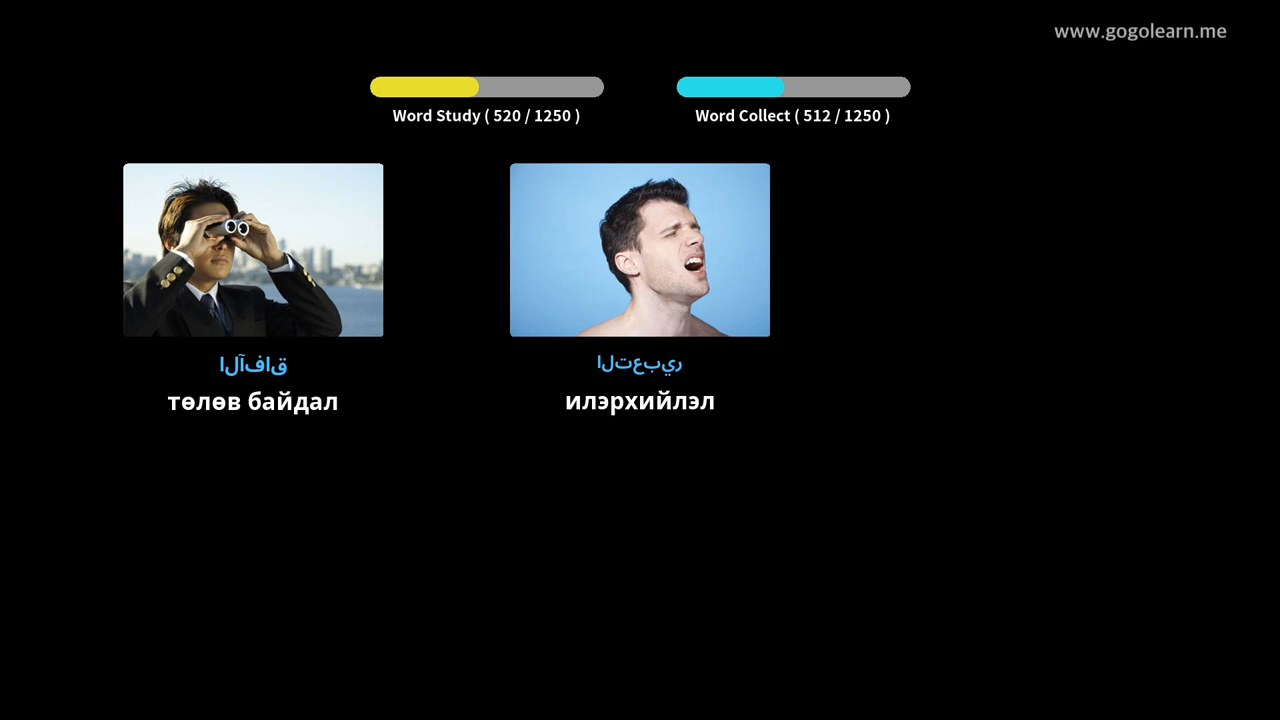 www.gogolearn.me
Word Study ( 520 / 1250 )
Word Collect ( 512 / 1250 )
الآفاق
төлөв байдал
التعبير
илэрхийлэл